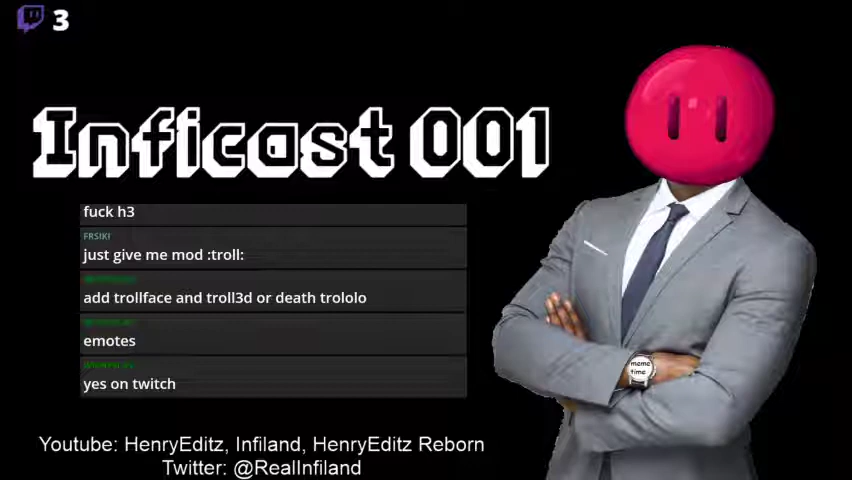 3
Inficast 001
fuck h3
FRSIKI
just give me mod :troll:
add trollface and troll3d or death trololo
emotes
yes on twitch
meme
time
Youtube: HenryEditz, Infiland, HenryEditz Reborn
Twitter: @RealInfiland